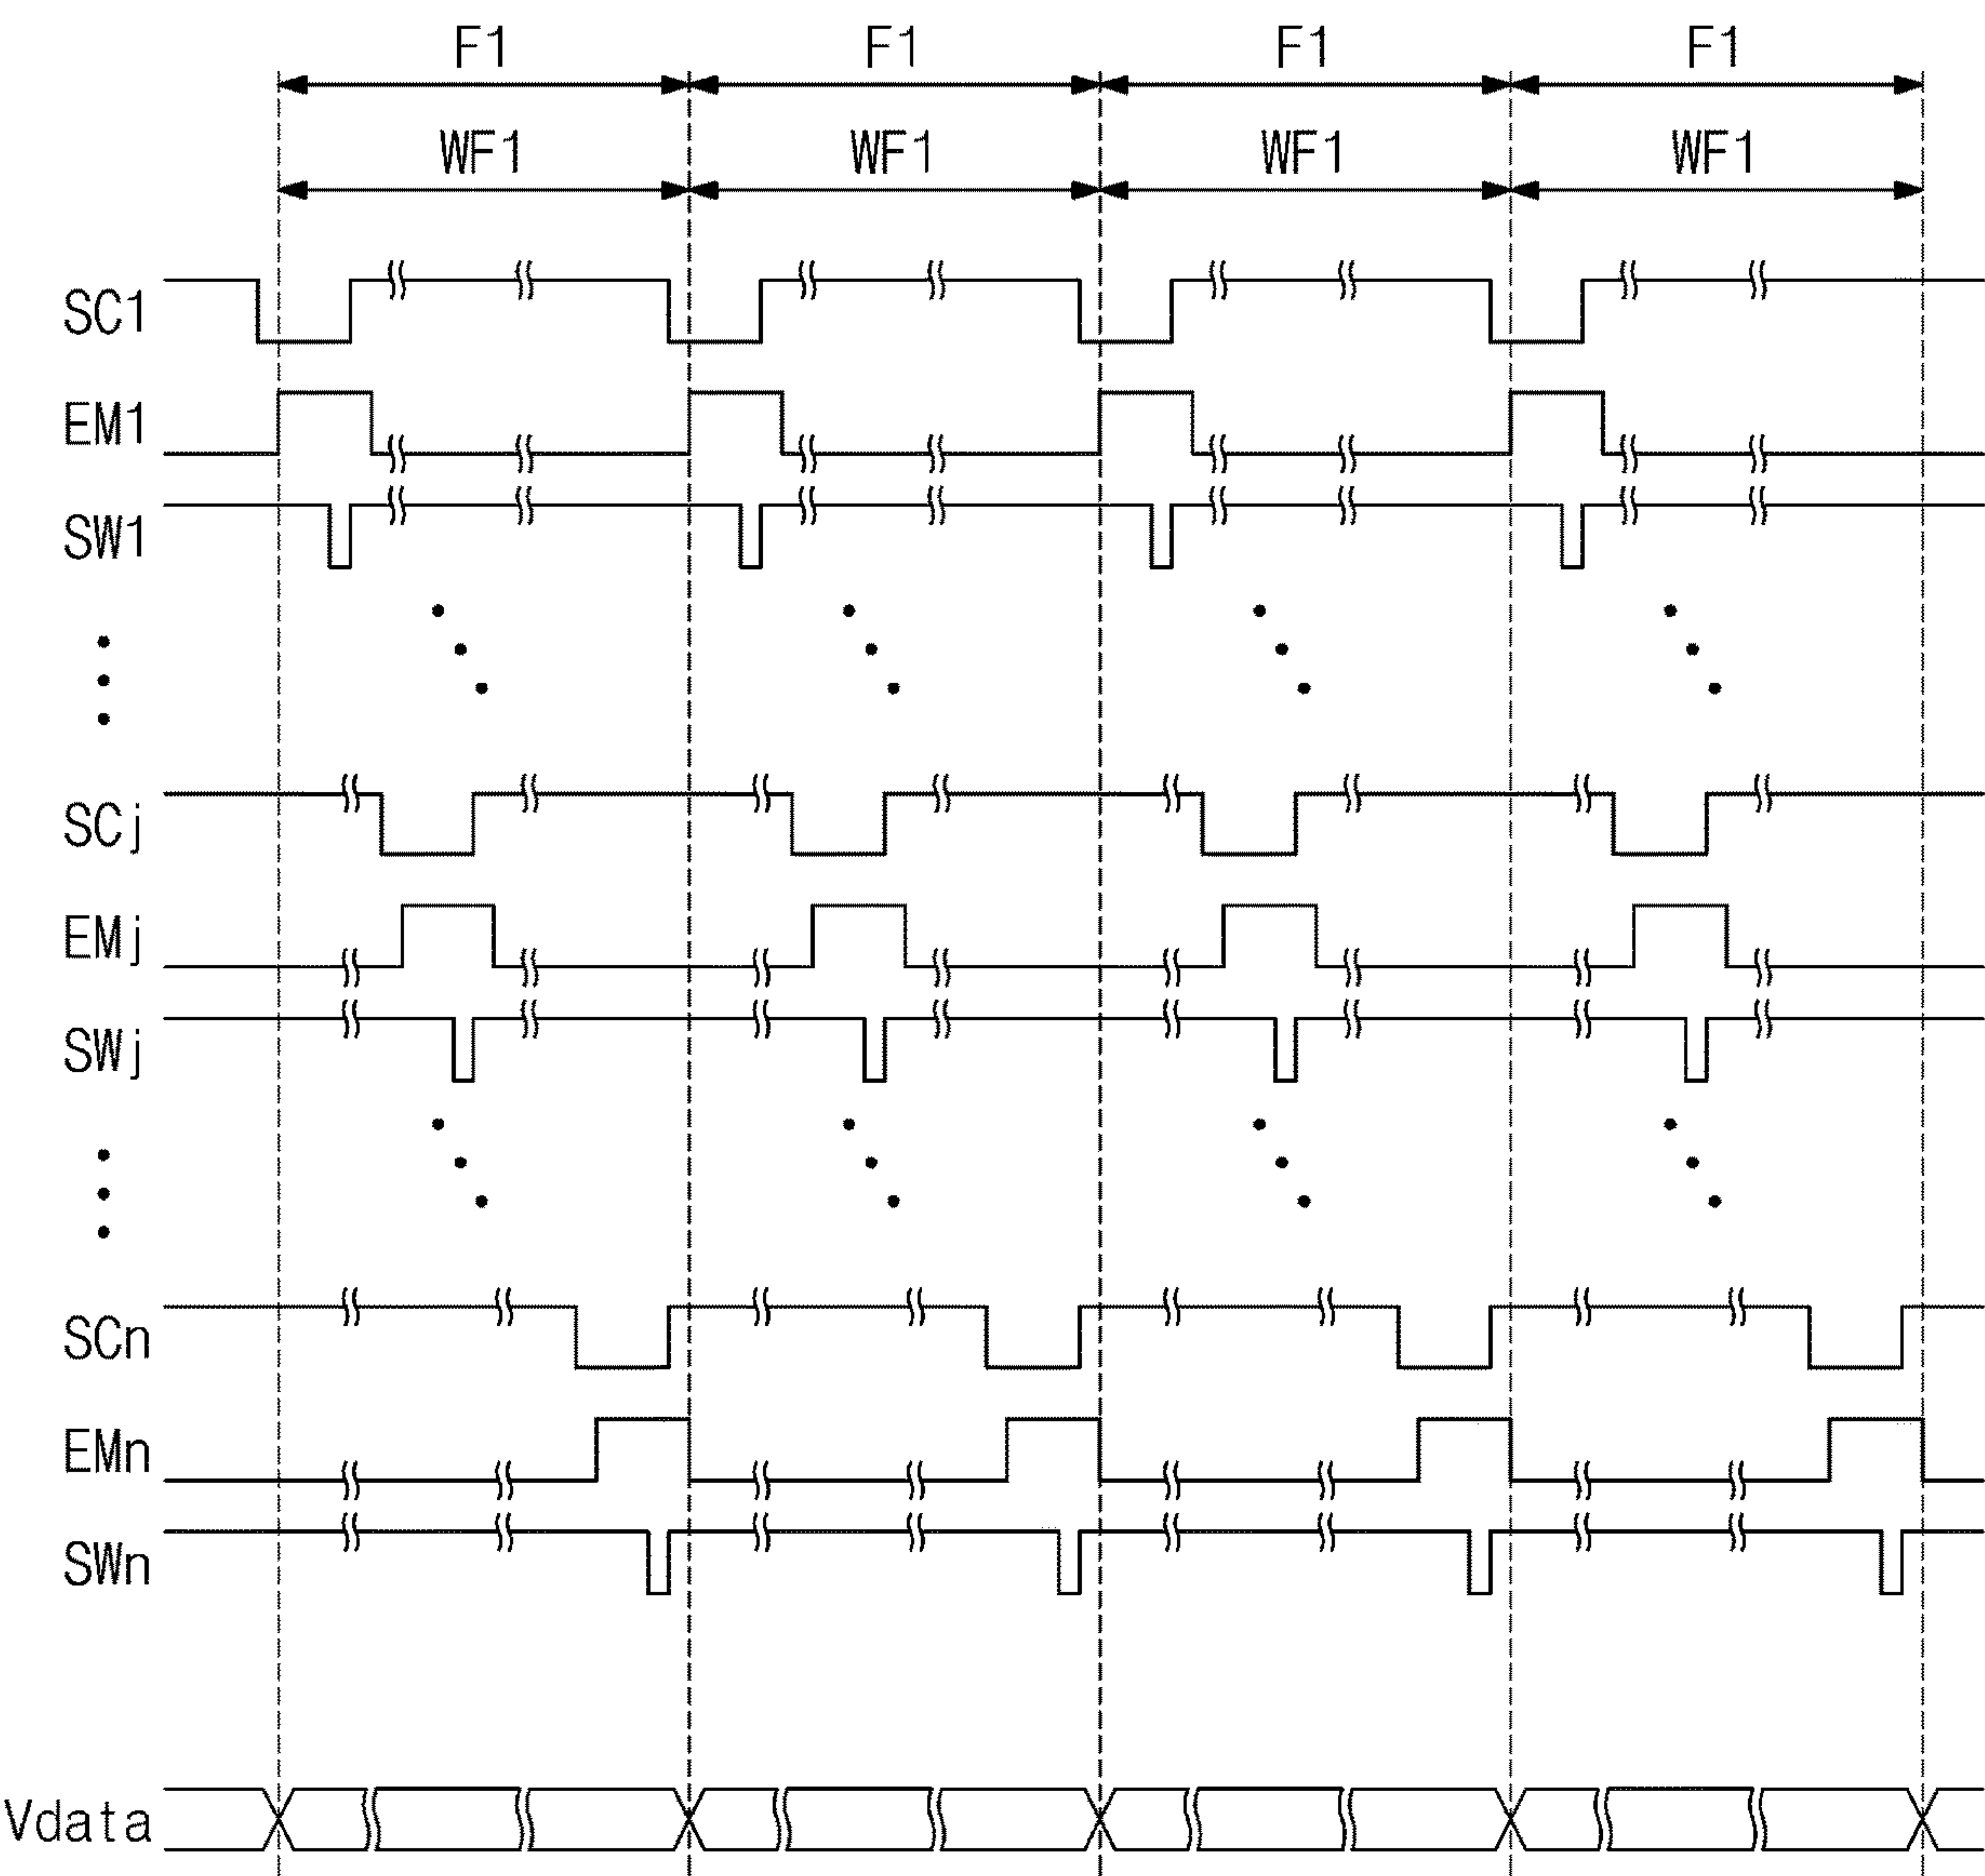 F1 F1 F1 F1
WF1 WF1 WF1 WF1
SC1
EM1
SW1
SCj
EMj
SWj
SCn
EMn
SWn
Vdata